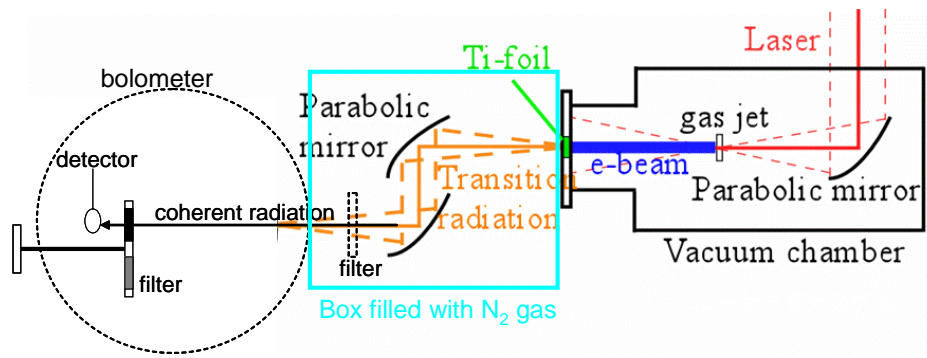 Laser
Ti-foil
bolometer
Parabolic
mirror
gas jet
detector
e-beam
Transition
radiation
Parabolic mirror
coherent radiation
Vacuum chamber
filter
filter
Box filled with N₂ gas